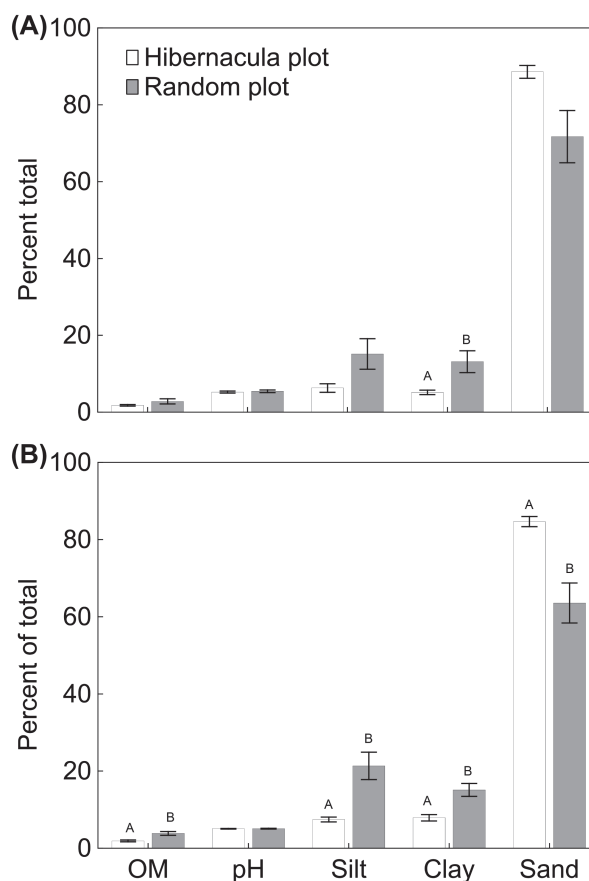 (A)
100
80
60
40
20
0
Percent total
Hibernacula plot
Random plot
A
B
(B)
100
80
60
40
20
0
Percent of total
A
B
A
B
A
B
A
B
OM pH Silt Clay Sand